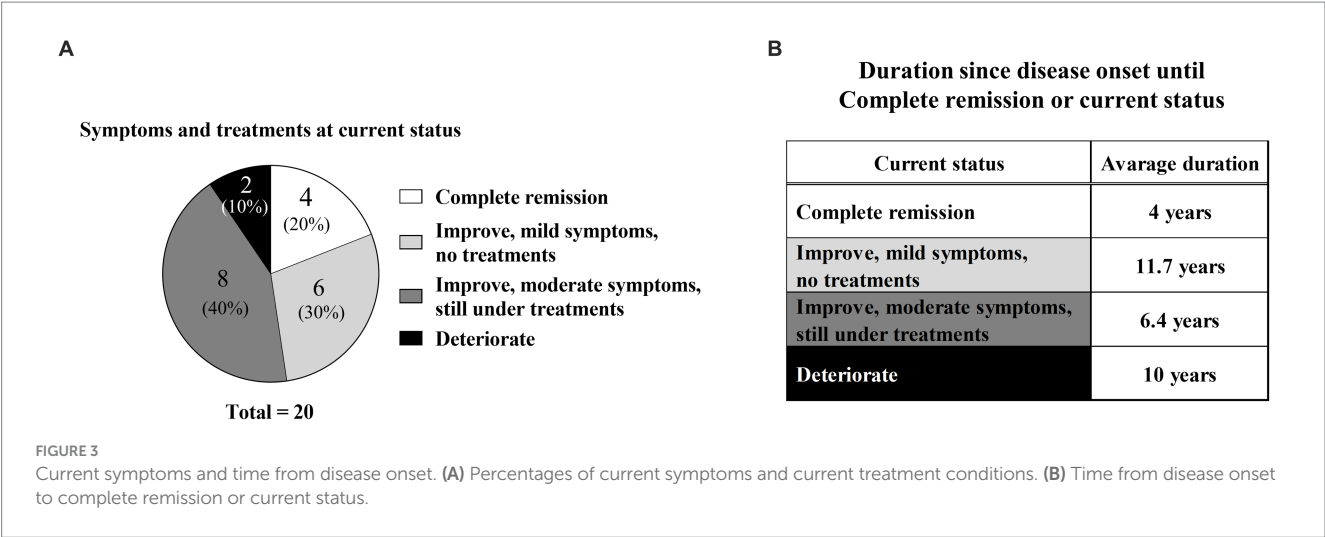 A
Symptoms and treatments at current status
2
(10%)
4
(20%)
8
(40%)
6
(30%)
Complete remission
Improve, mild symptoms,
no treatments
Improve, moderate symptoms,
still under treatments
Deteriorate
Total = 20
B
Duration since disease onset until
Complete remission or current status
Current status Avarage duration
Complete remission 4 years
Improve, mild symptoms,
no treatments 11.7 years
Improve, moderate symptoms,
still under treatments 6.4 years
Deteriorate 10 years
FIGURE 3
Current symptoms and time from disease onset. (A) Percentages of current symptoms and current treatment conditions. (B) Time from disease onset
to complete remission or current status.